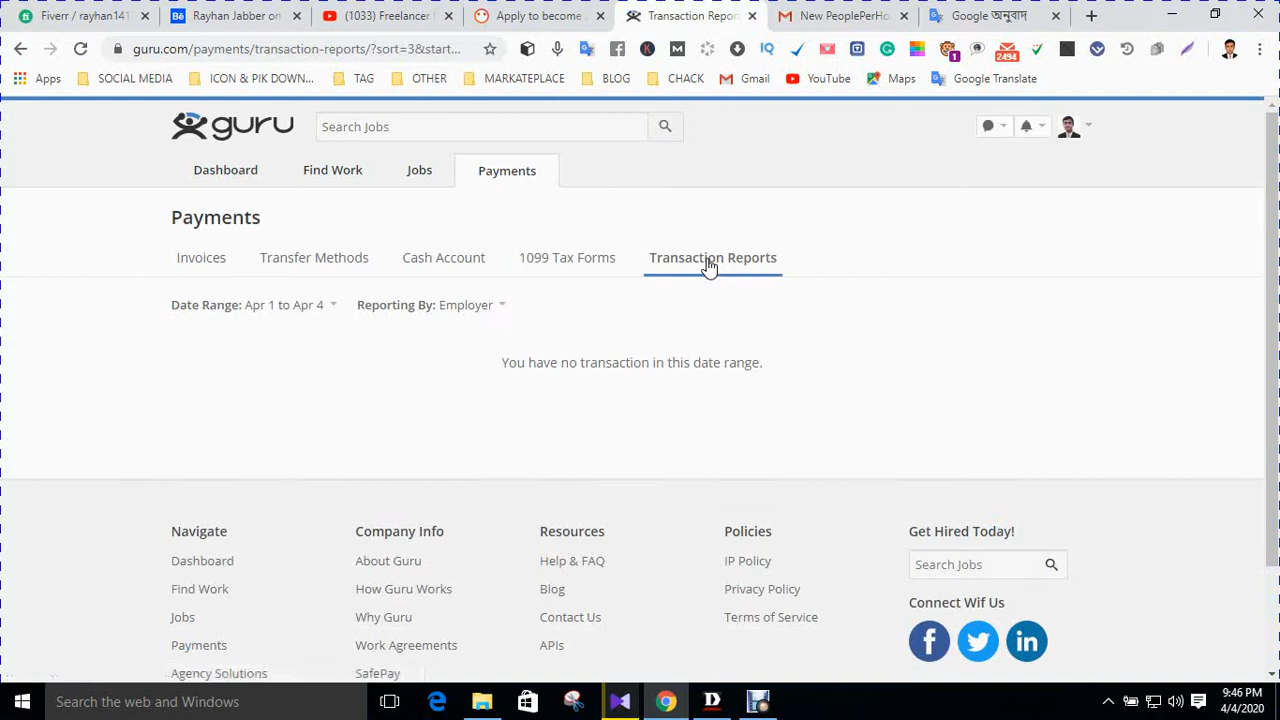 Fiverr / rayhan141
Rayhan Jabber on
(1033) Freelancer
Apply to become
Transaction Repor
New PeoplePerHo
Google অনুবাদ
guru.com/payments/transaction-reports/?sort=3&start...
2494
1
Apps
SOCIAL MEDIA
ICON & PIK DOWN...
TAG
OTHER
MARKATEPLACE
BLOG
CHACK
Gmail
YouTube
Maps
Google Translate
guru
Search Jobs
Dashboard
Find Work
Jobs
Payments
Payments
Invoices
Transfer Methods
Cash Account
1099 Tax Forms
Transaction Reports
Date Range: Apr 1 to Apr 4
Reporting By: Employer
You have no transaction in this date range.
Navigate
Dashboard
Find Work
Jobs
Payments
Agency Solutions
Company Info
About Guru
How Guru Works
Why Guru
Work Agreements
SafePay
Resources
Help & FAQ
Blog
Contact Us
APIs
Policies
IP Policy
Privacy Policy
Terms of Service
Get Hired Today!
Search Jobs
Connect Wif Us
Search the web and Windows
9:46 PM
4/4/2020